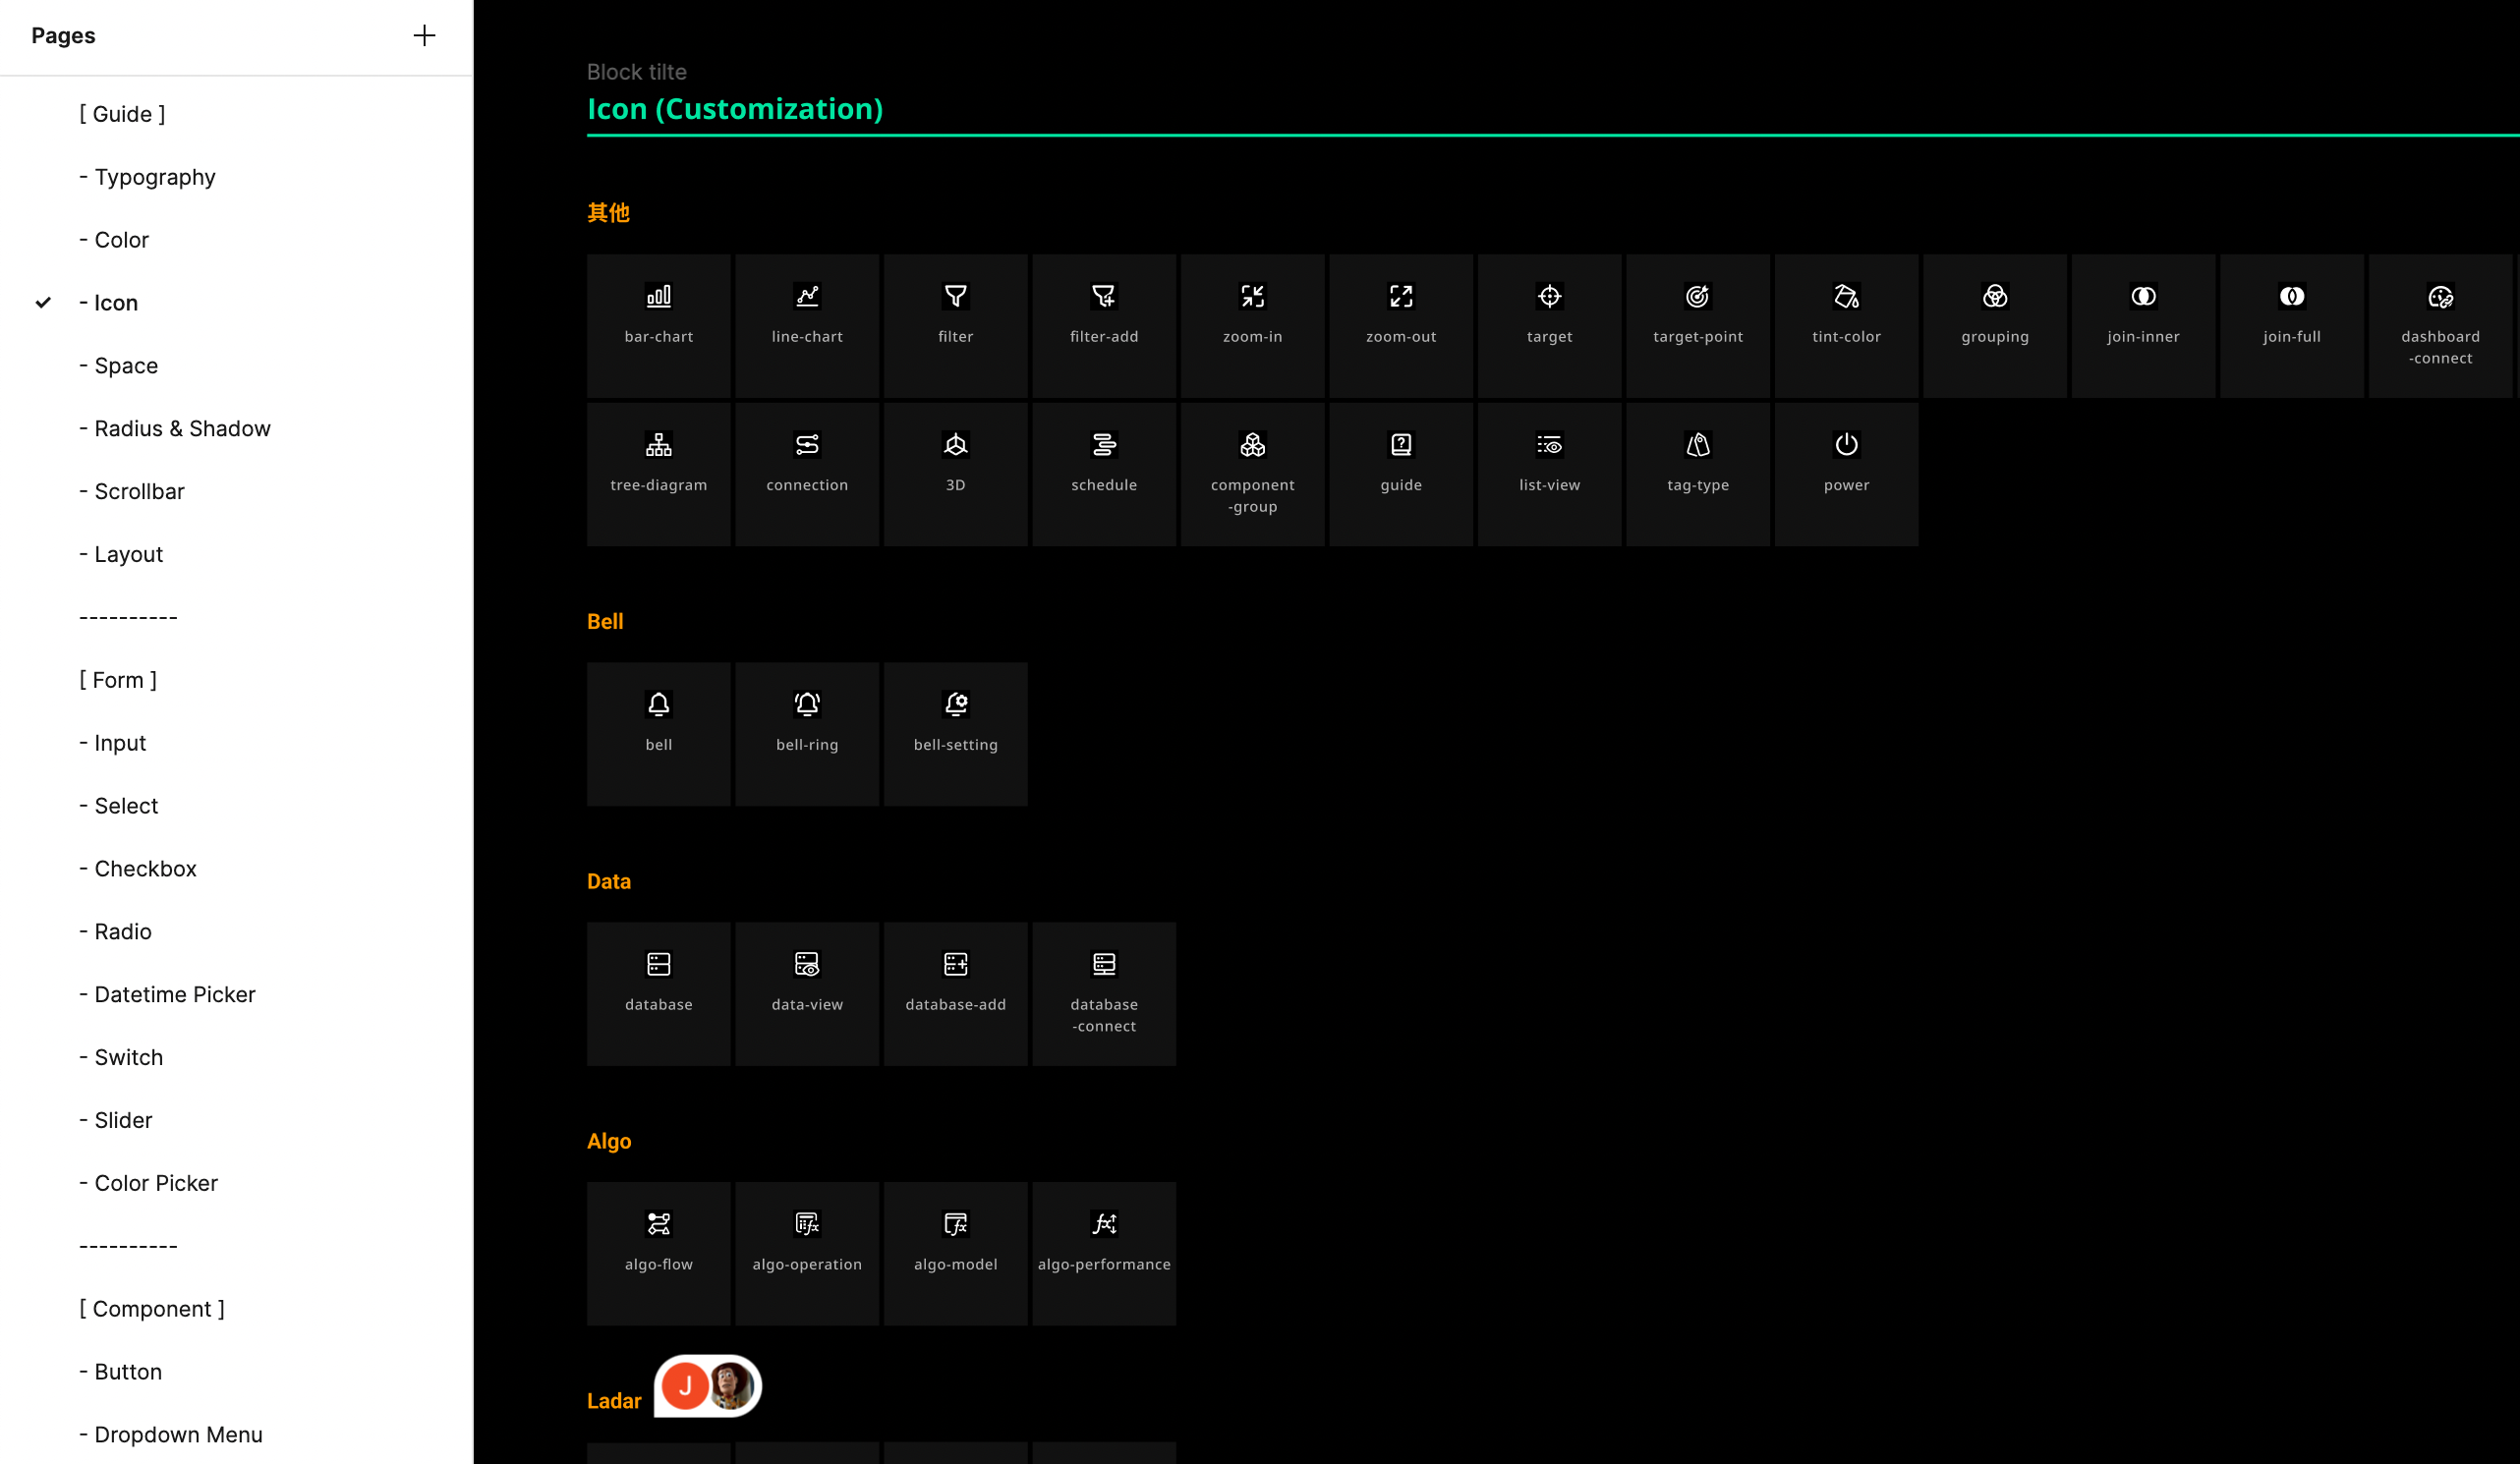 Pages
[ Guide ]
- Typography
- Color
- Icon
- Space
- Radius & Shadow
- Scrollbar
- Layout
----------
[ Form ]
- Input
- Select
- Checkbox
- Radio
- Datetime Picker
- Switch
- Slider
- Color Picker
----------
[ Component ]
- Button
- Dropdown Menu
Block tilte
Icon (Customization)
其他
bar-chart
line-chart
filter
filter-add
zoom-in
zoom-out
target
target-point
tint-color
grouping
join-inner
join-full
dashboard
-connect
tree-diagram
connection
3D
schedule
component
-group
guide
list-view
tag-type
power
Bell
bell
bell-ring
bell-setting
Data
database
data-view
database-add
database
-connect
Algo
algo-flow
algo-operation
algo-model
algo-performance
Ladar
J